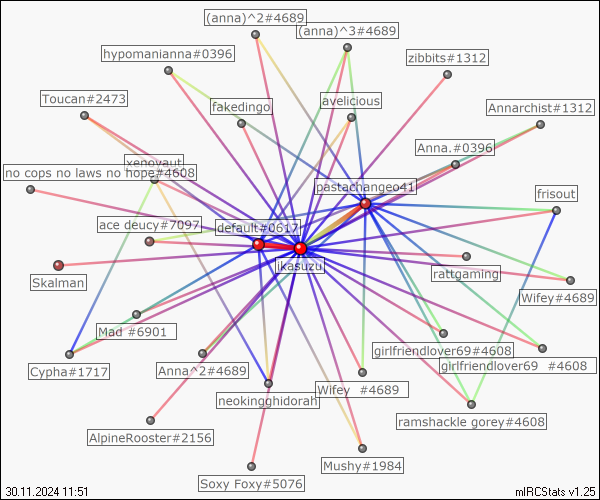 (anna)^2#4689
(anna)^3#4689
hypomanianna#0396
zibbits#1312
Toucan#2473
fakedingo
avelicious
Annarchist#1312
Anna.#0396
xenovaut
no cops no laws no hope#4608
pastachangeo41
frisout
ace deucy#7097
default#0617
ikasuzu
Skalman
rattgaming
Wifey#4689
Mad #6901
girlfriendlover69#4608
girlfriendlover69 #4608
Cypha#1717
Anna^2#4689
Wifey #4689
neokingghidorah
ramshackle gorey#4608
AlpineRooster#2156
Mushy#1984
Soxy Foxy#5076
30.11.2024 11:51
mIRCStats v1.25